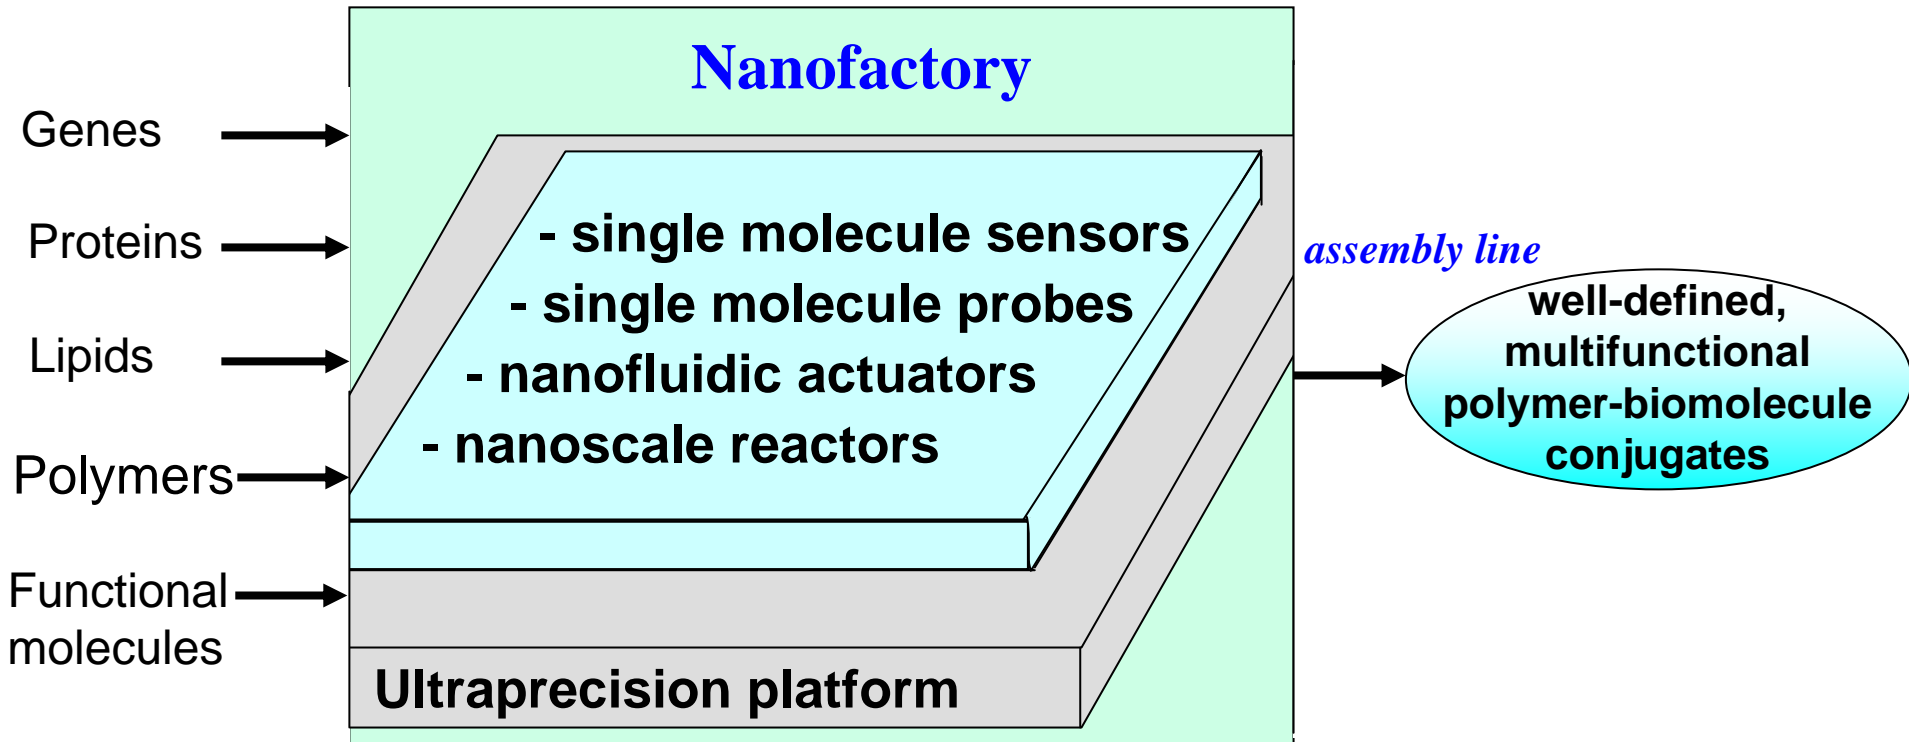 Nanofactory
Genes
Proteins
Lipids
Polymers
Functional
molecules
- single molecule sensors
- single molecule probes
- nanofluidic actuators
- nanoscale reactors
Ultraprecision platform
assembly line
well-defined,
multifunctional
polymer-biomolecule
conjugates